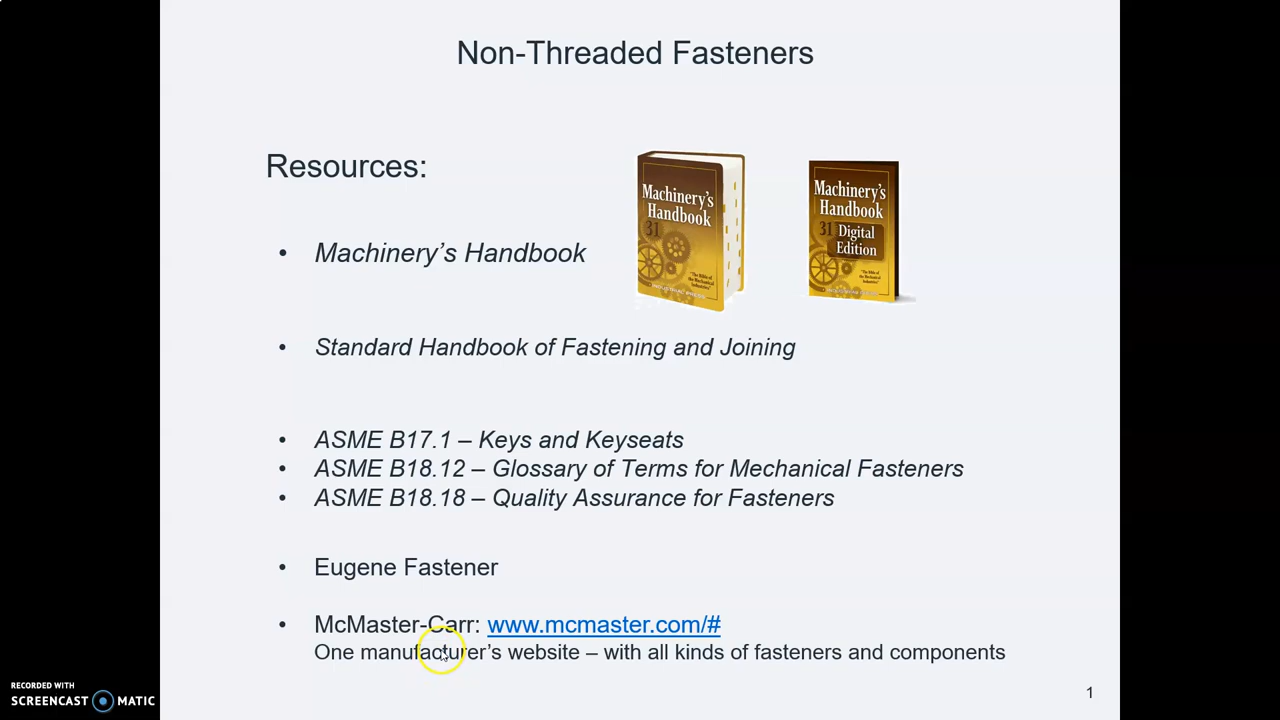 Non-Threaded Fasteners
Resources:
Machinery's
Handbook
31
Machinery's
Handbook
31 Digital
Edition
• Machinery’s Handbook
• Standard Handbook of Fastening and Joining
• ASME B17.1 – Keys and Keyseats
• ASME B18.12 – Glossary of Terms for Mechanical Fasteners
• ASME B18.18 – Quality Assurance for Fasteners
• Eugene Fastener
• McMaster-Carr: www.mcmaster.com/#
One manufacturer’s website – with all kinds of fasteners and components
RECORDED WITH
SCREENCAST MATIC
1